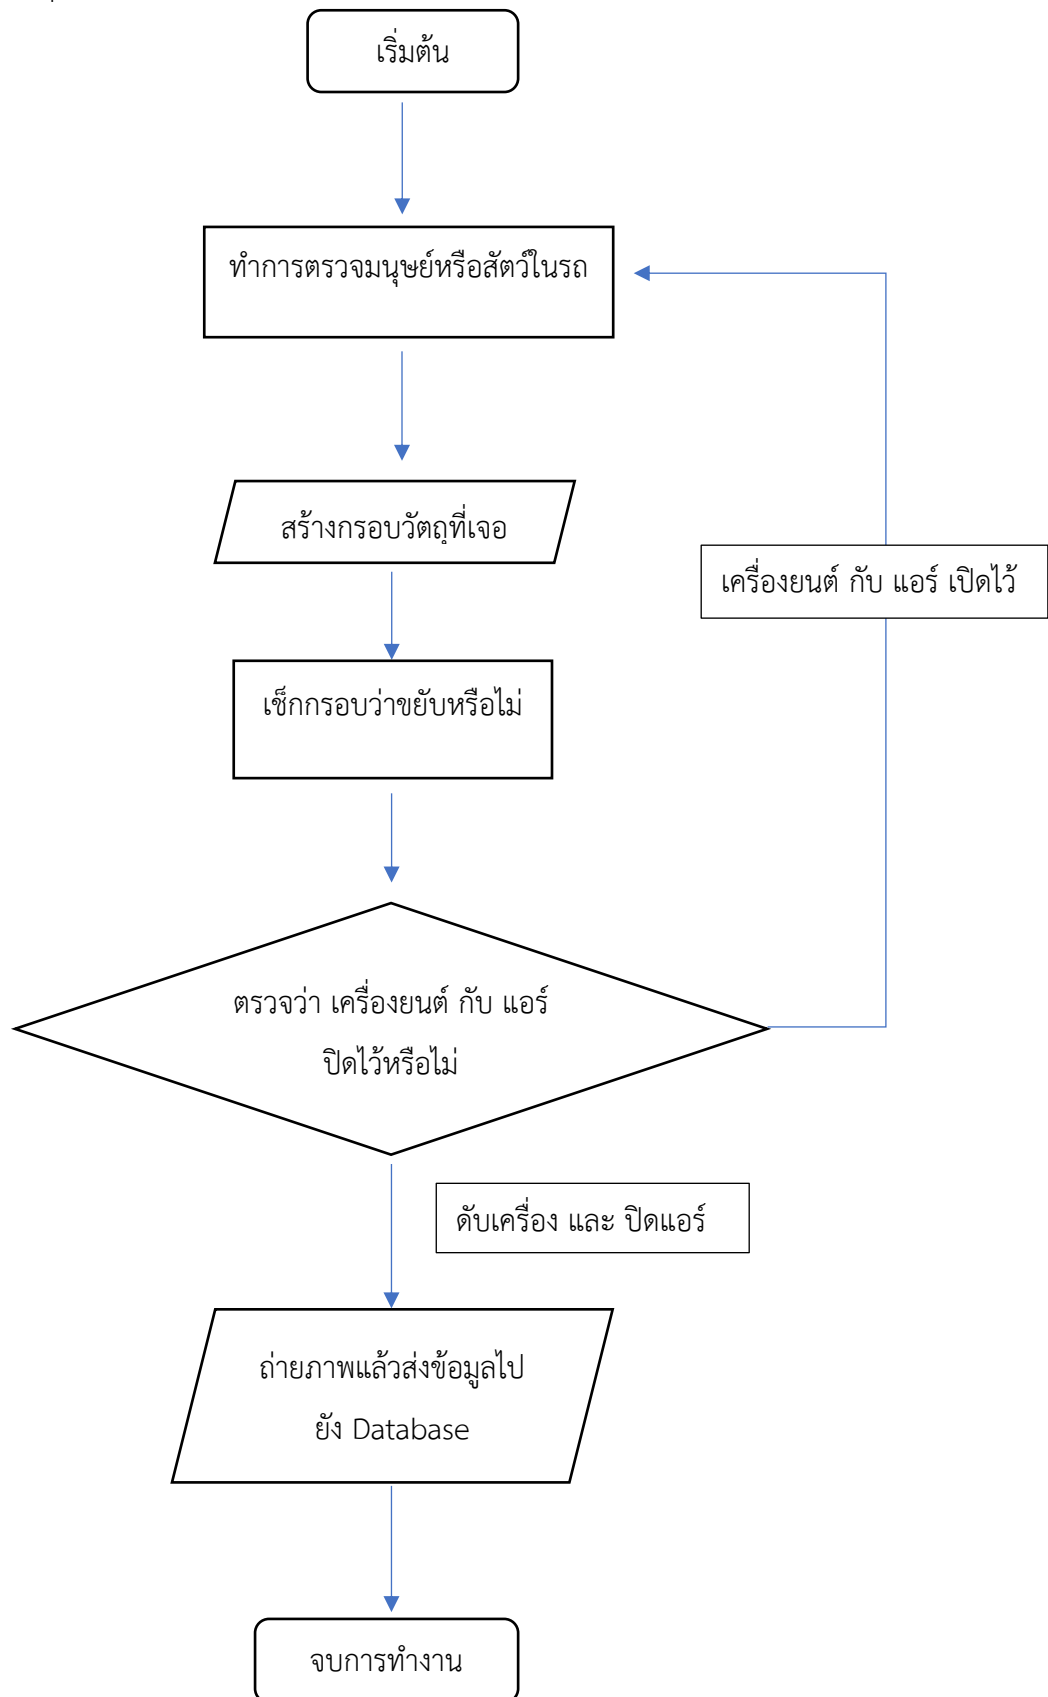 เริ่มต้น
ทำการตรวจมนุษย์หรือสัตว์ในรถ
สร้างกรอบวัตถุที่เจอ
เครื่องยนต์ กับ แอร์ เปิดไว้
เช็กกรอบว่าขยับหรือไม่
ตรวจว่า เครื่องยนต์ กับ แอร์
ปิดไว้หรือไม่
ดับเครื่อง และ ปิดแอร์
ถ่ายภาพแล้วส่งข้อมูลไป
ยัง Database
จบการทำงาน